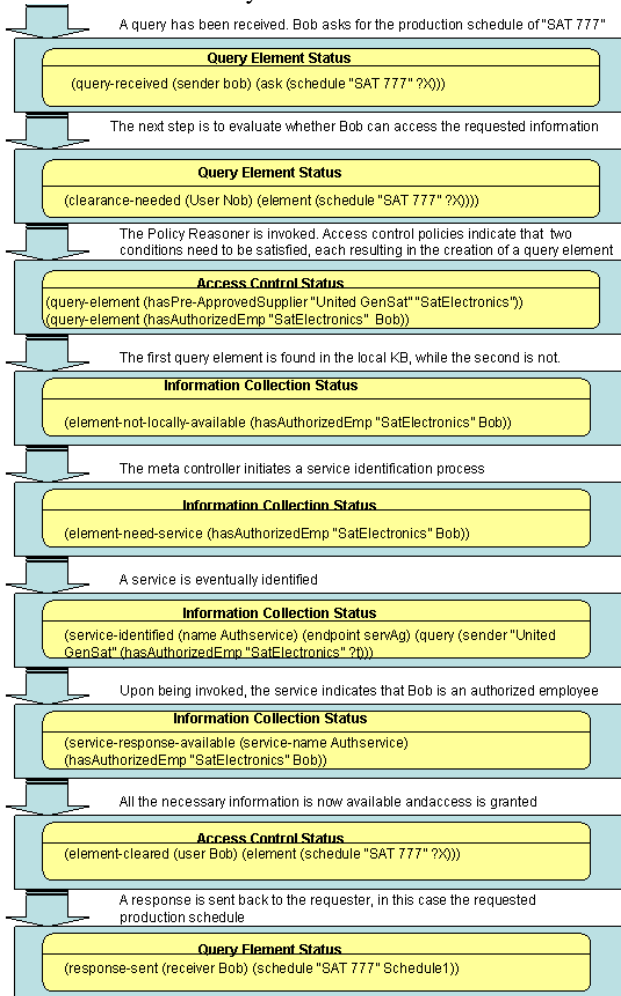 A query has been received. Bob asks for the production schedule of "SAT 777"
Query Element Status
(query-received (sender bob) (ask (schedule "SAT 777" ?X)))
The next step is to evaluate whether Bob can access the requested information
Query Element Status
(clearance-needed (User Nob) (element (schedule "SAT 777" ?X))))
The Policy Reasoner is invoked. Access control policies indicate that two
conditions need to be satisfied, each resulting in the creation of a query element
Access Control Status
(query-element (hasPre-ApprovedSupplier "United GenSat" "SatElectronics"))
(query-element (hasAuthorizedEmp "SatElectronics" Bob))
The first query element is found in the local KB, while the second is not.
Information Collection Status
(element-not-locally-available (hasAuthorizedEmp "SatElectronics" Bob))
The meta controller initiates a service identification process
Information Collection Status
(element-need-service (hasAuthorizedEmp "SatElectronics" Bob))
A service is eventually identified
Information Collection Status
(service-identified (name Authservice) (endpoint servAg) (query (sender "United
GenSat" (hasAuthorizedEmp "SatElectronics" ?t)))
Upon being invoked, the service indicates that Bob is an authorized employee
Information Collection Status
(service-response-available (service-name Authservice)
(hasAuthorizedEmp "SatElectronics" Bob))
All the necessary information is now available andaccess is granted
Access Control Status
(element-cleared (user Bob) (element (schedule "SAT 777" ?X)))
A response is sent back to the requester, in this case the requested
production schedule
Query Element Status
(response-sent (receiver Bob) (schedule "SAT 777" Schedule1))